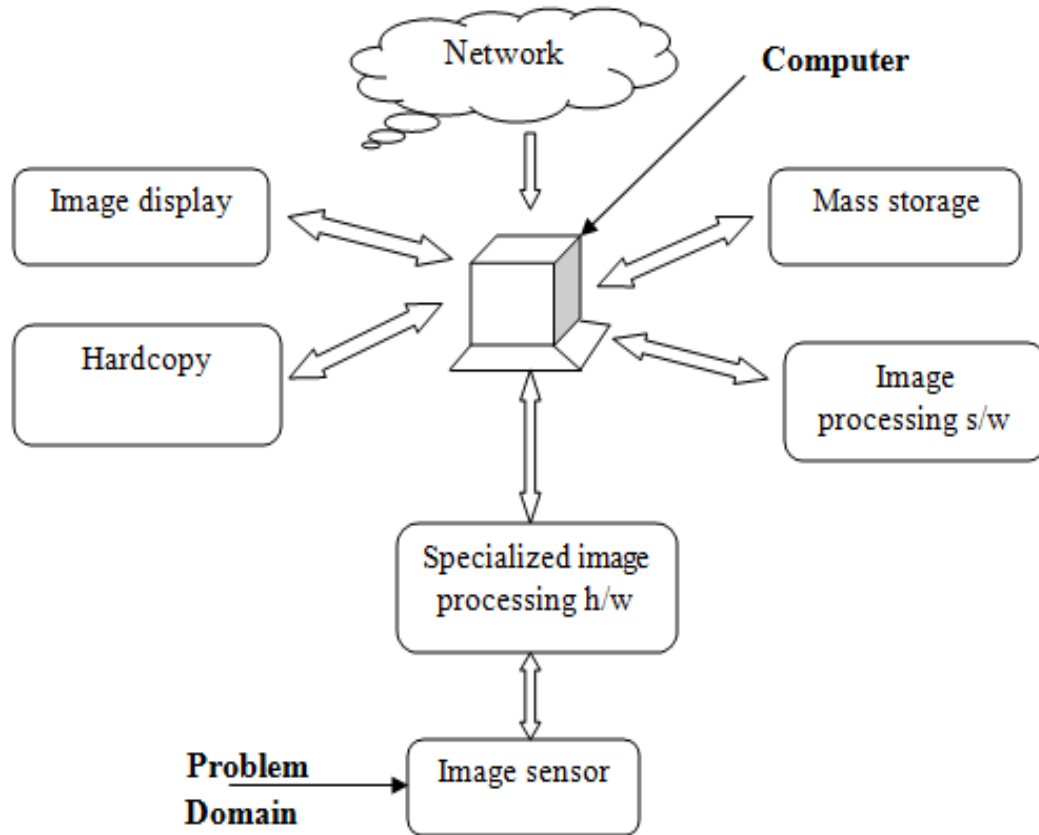 Network
Computer
Image display
Mass storage
Hardcopy
Image
processing s/w
Specialized image
processing h/w
Problem
Domain
Image sensor